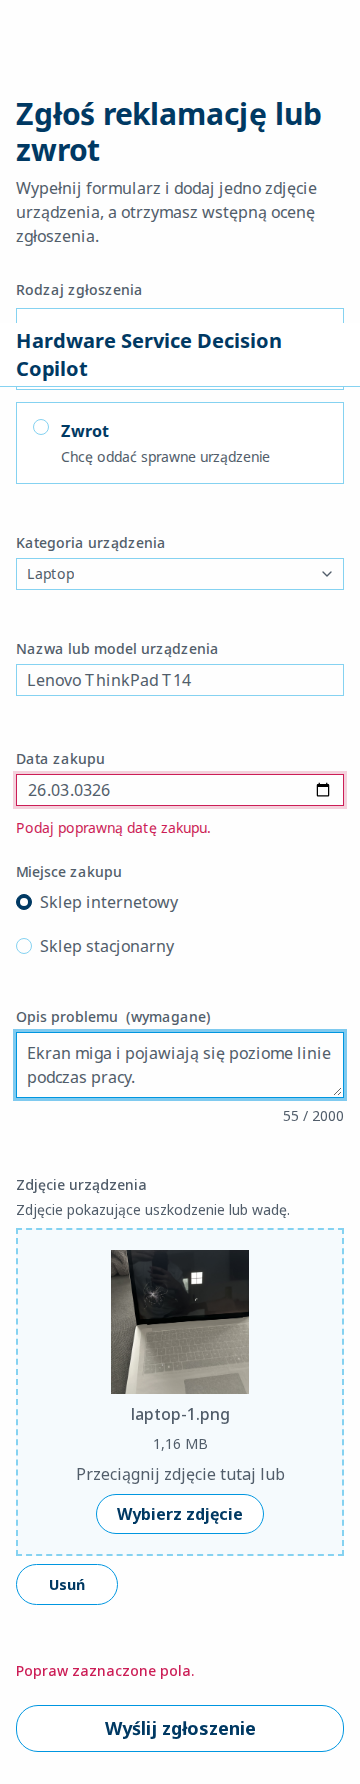 Zgłoś reklamację lub
zwrot
Wypełnij formularz i dodaj jedno zdjęcie
urządzenia, a otrzymasz wstępną ocenę
zgłoszenia.
Rodzaj zgłoszenia
Hardware Service Decision
Copilot
Zwrot
Chcę oddać sprawne urządzenie
Kategoria urządzenia
Laptop
Nazwa lub model urządzenia
Lenovo ThinkPad T14
Data zakupu
26.03.0326
Podaj poprawną datę zakupu.
Miejsce zakupu
Sklep internetowy
Sklep stacjonarny
Opis problemu (wymagane)
Ekran miga i pojawiają się poziome linie
podczas pracy.
55 / 2000
Zdjęcie urządzenia
Zdjęcie pokazujące uszkodzenie lub wadę.
laptop-1.png
1,16 MB
Przeciągnij zdjęcie tutaj lub
Wybierz zdjęcie
Usuń
Popraw zaznaczone pola.
Wyślij zgłoszenie